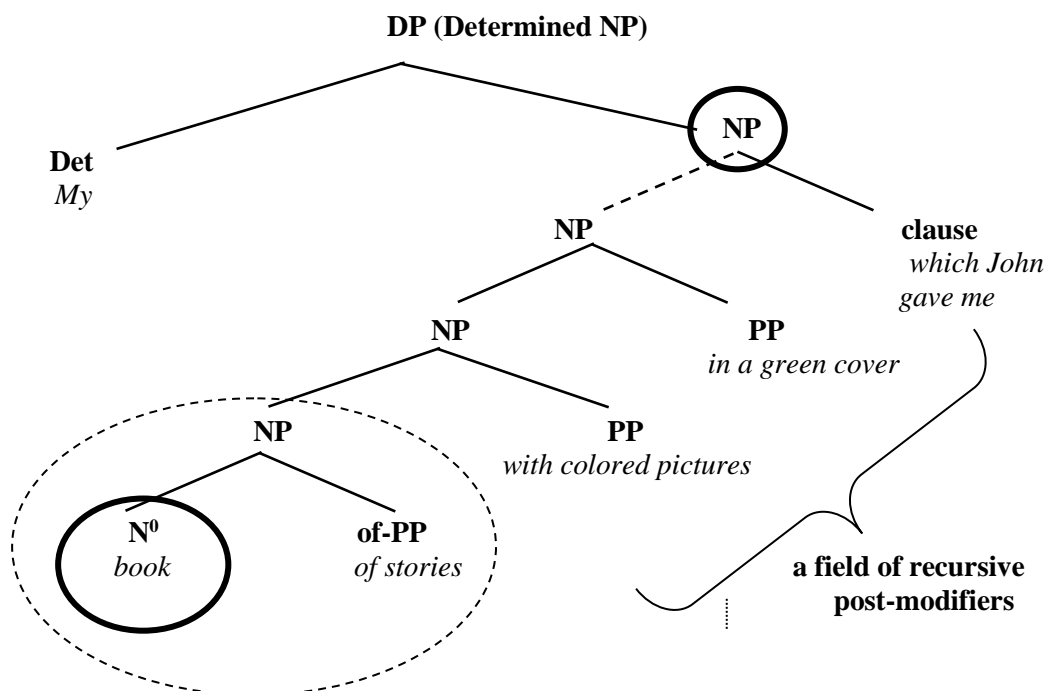 DP (Determined NP)
NP
Det
My
NP
clause
which John
gave me
NP
PP
in a green cover
NP
PP
with colored pictures
N⁰
book
of-PP
of stories
a field of recursive
post-modifiers